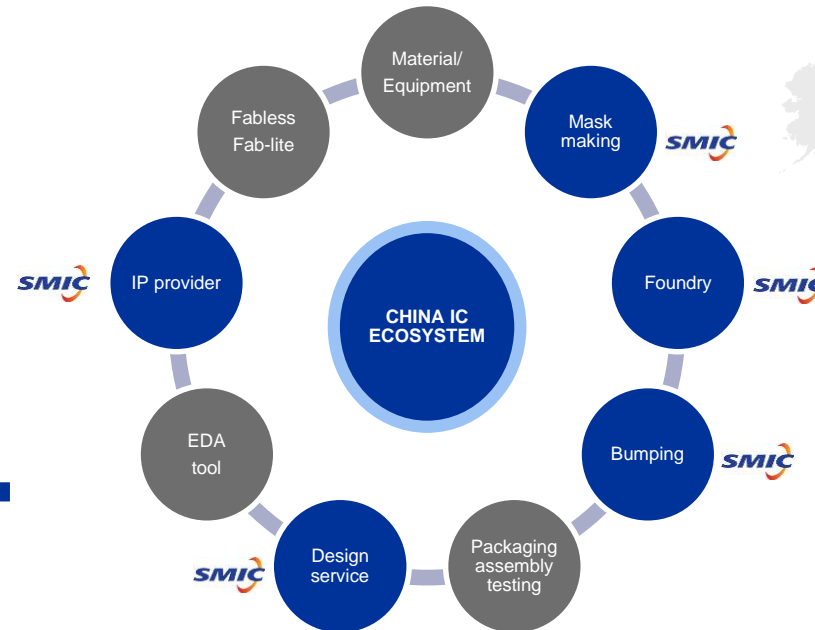 Material/
Equipment
Fabless
Fab-lite
Mask
making
SMIC
SMIC
IP provider
Foundry
SMIC
CHINA IC
ECOSYSTEM
EDA
tool
Bumping
SMIC
Design
service
SMIC
Packaging
assembly
testing